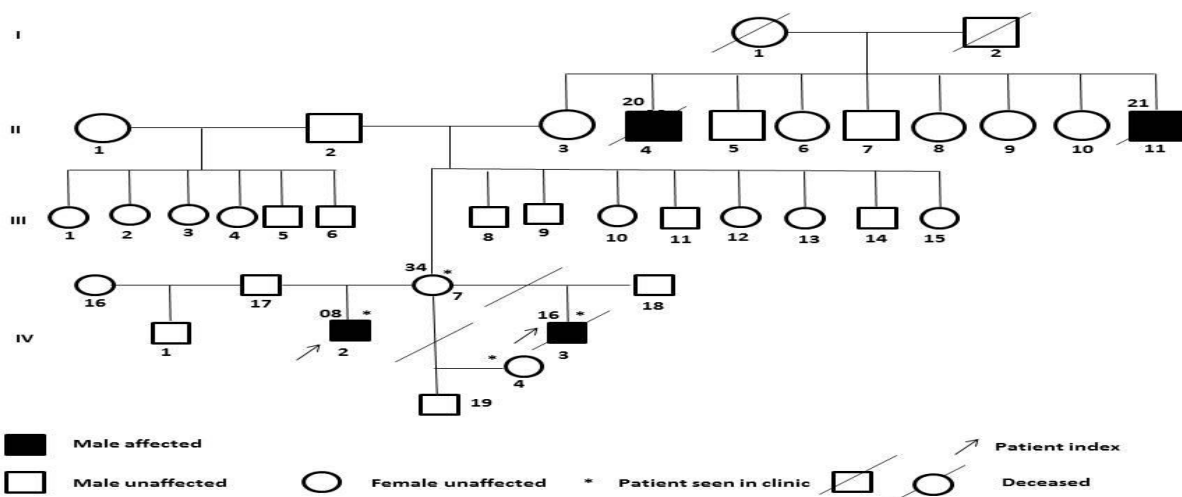 I
1 2
20 21
II
1 2 3 4 5 6 7 8 9 10 11
III
1 2 3 4 5 6 8 9 10 11 12 13 14 15
34 *
16 17 7 18
08 * 16 *
IV
1 2 3
*
4
19
Male affected
Patient index
Male unaffected Female unaffected * Patient seen in clinic Deceased